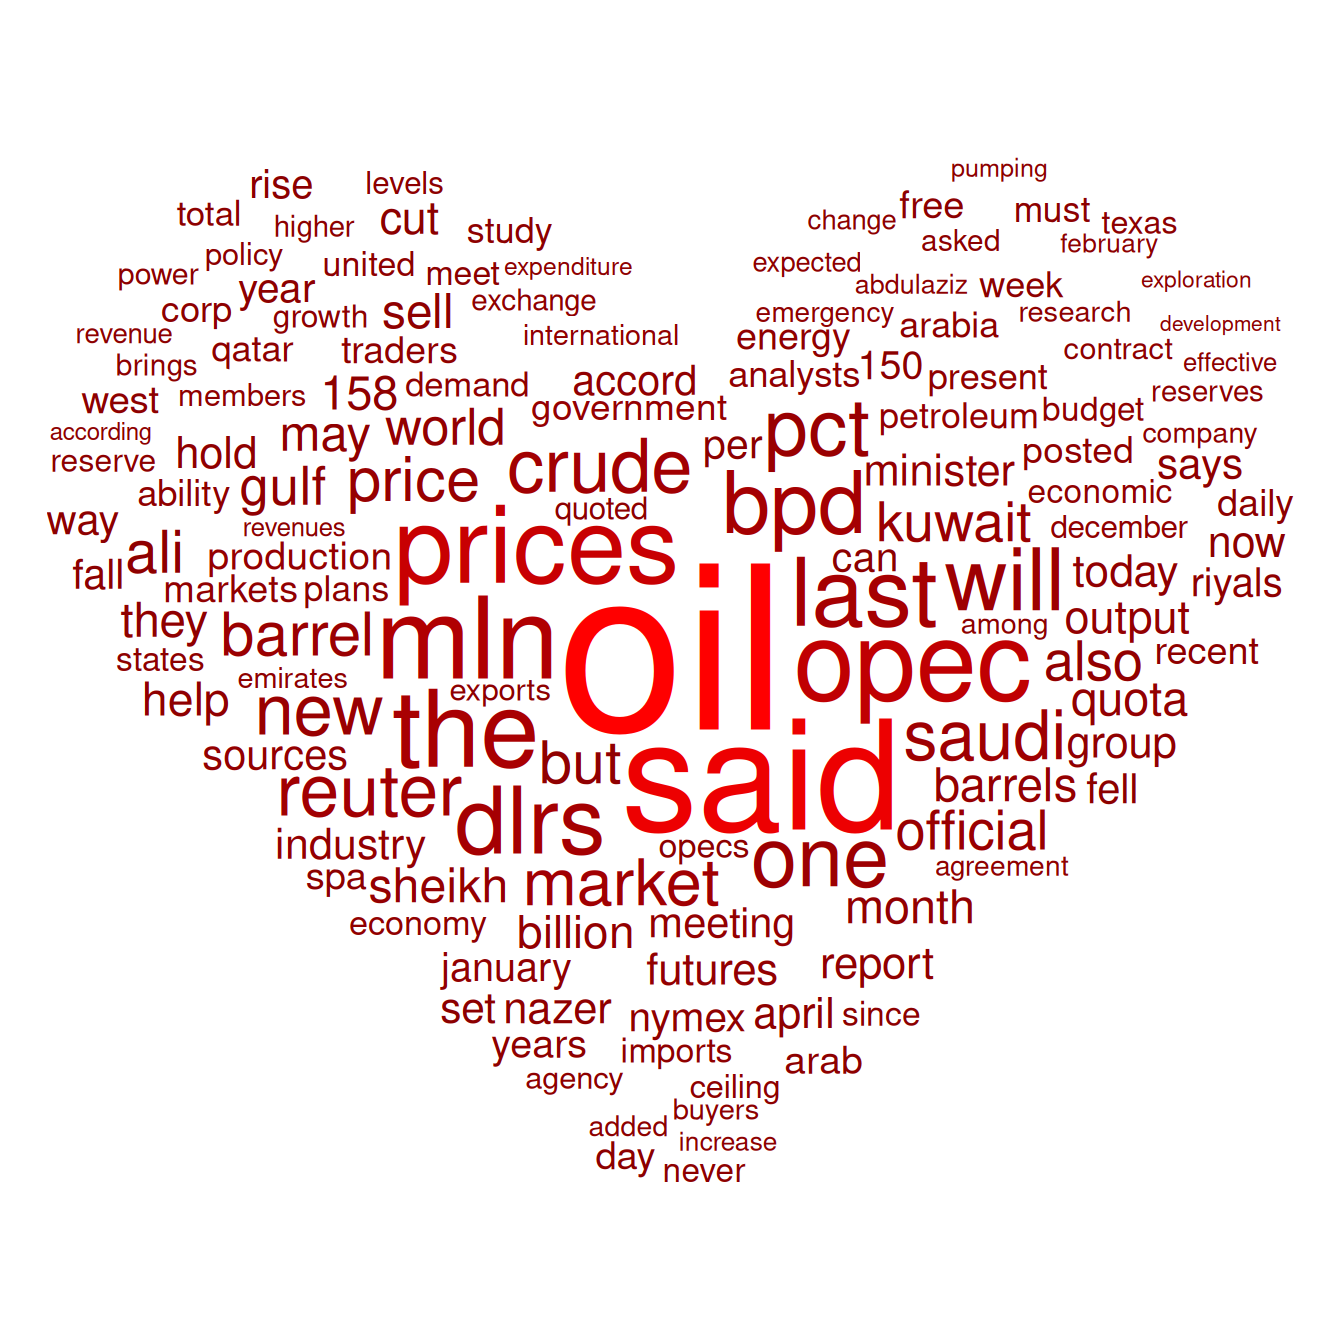 pumping
rise levels
total higher cut study change free must texas
asked february
policy power united meet expenditure expected
year abdulaziz week exploration
corp growth sell exchange emergency arabia research
revenue international energy development
brings qatar traders contract effective
west members 158 demand accord analysts 150 present reserves
government petroleum budget
according may world per pct company
reserve hold crude posted says
ability gulf price minister economic
way revenues quoted bpd kuwait december daily
fall ali production prices can now
markets plans last will today riyals
they barrel mln oil among output
states emirates opec also recent
help new exports quota
sources the but said saudi group
reuter barrels fell
industry dlrs opecs one official
spa sheikh market agreement
economy billion meeting month
january futures report
set nazer nymex april since
years imports arab
agency ceiling
buyers
added increase
day never